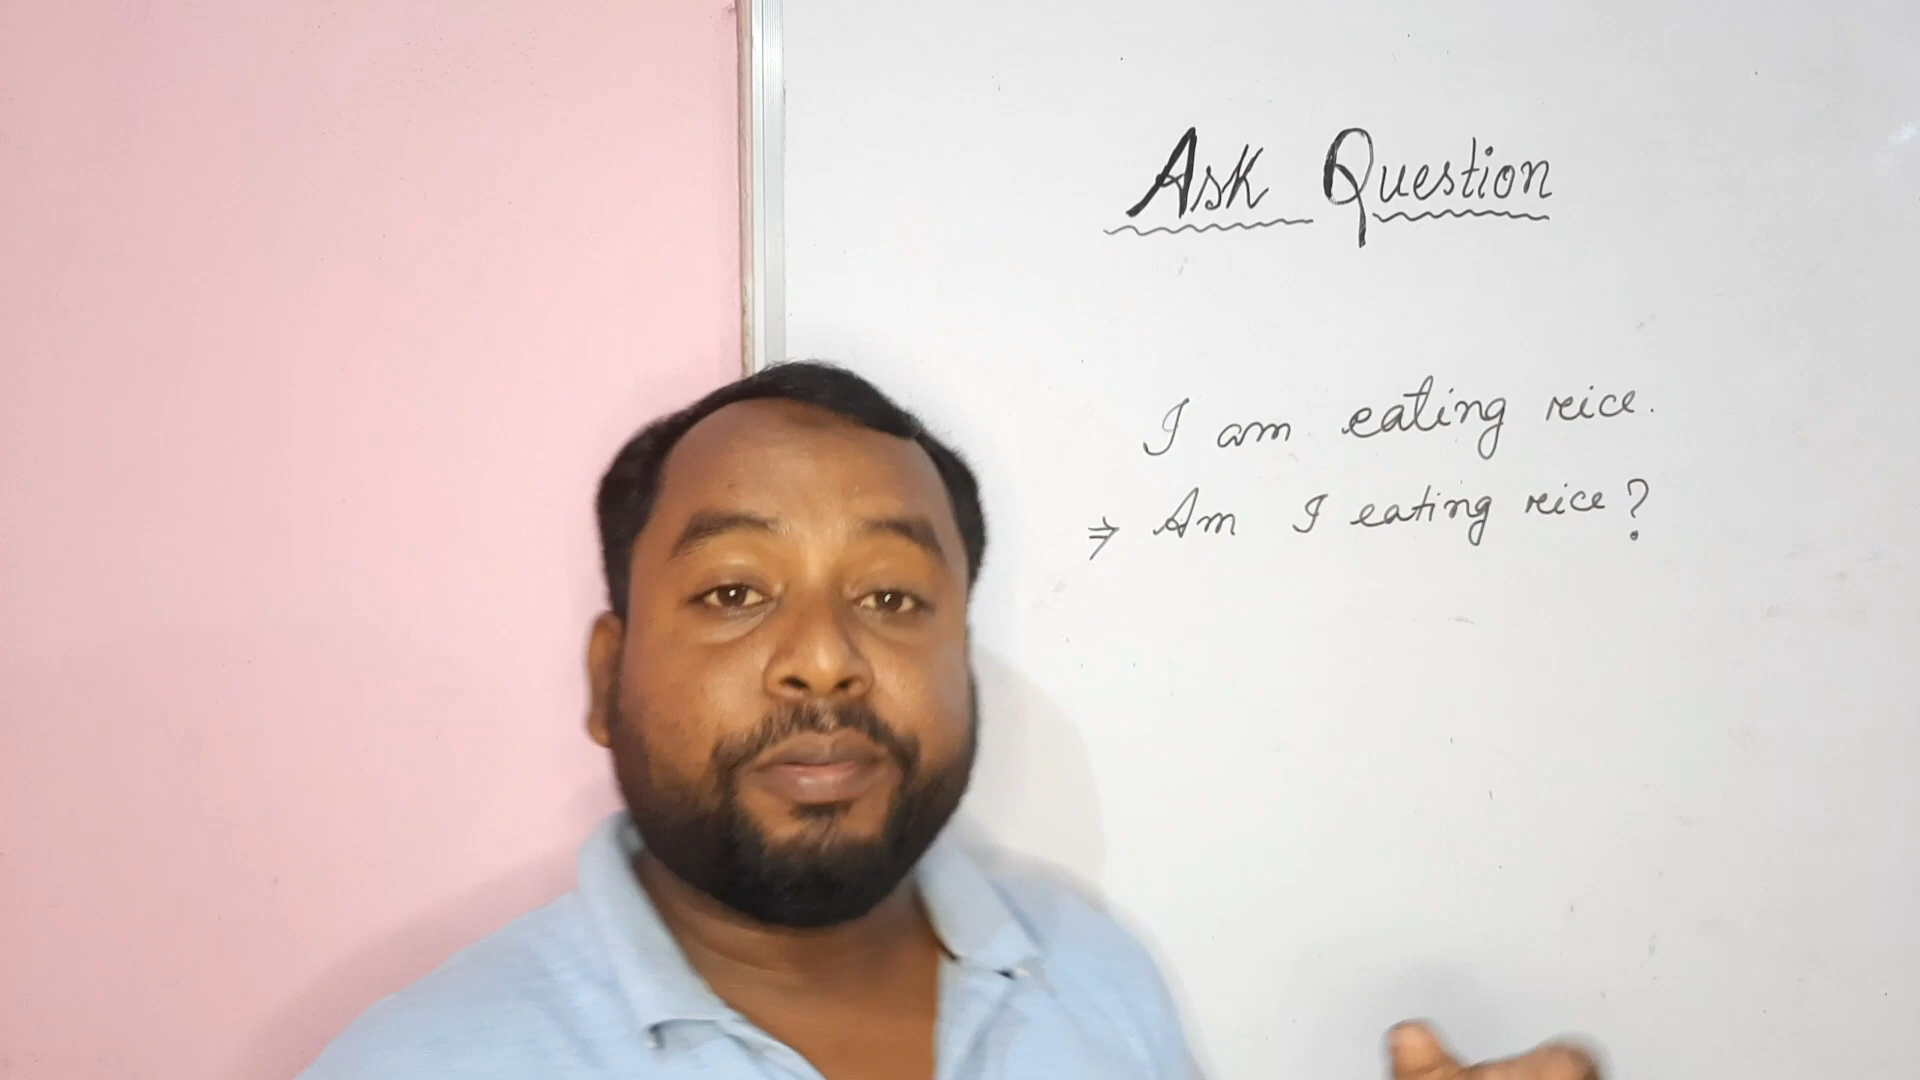 Ask Question
I am eating rice.
⇒ Am I eating rice?